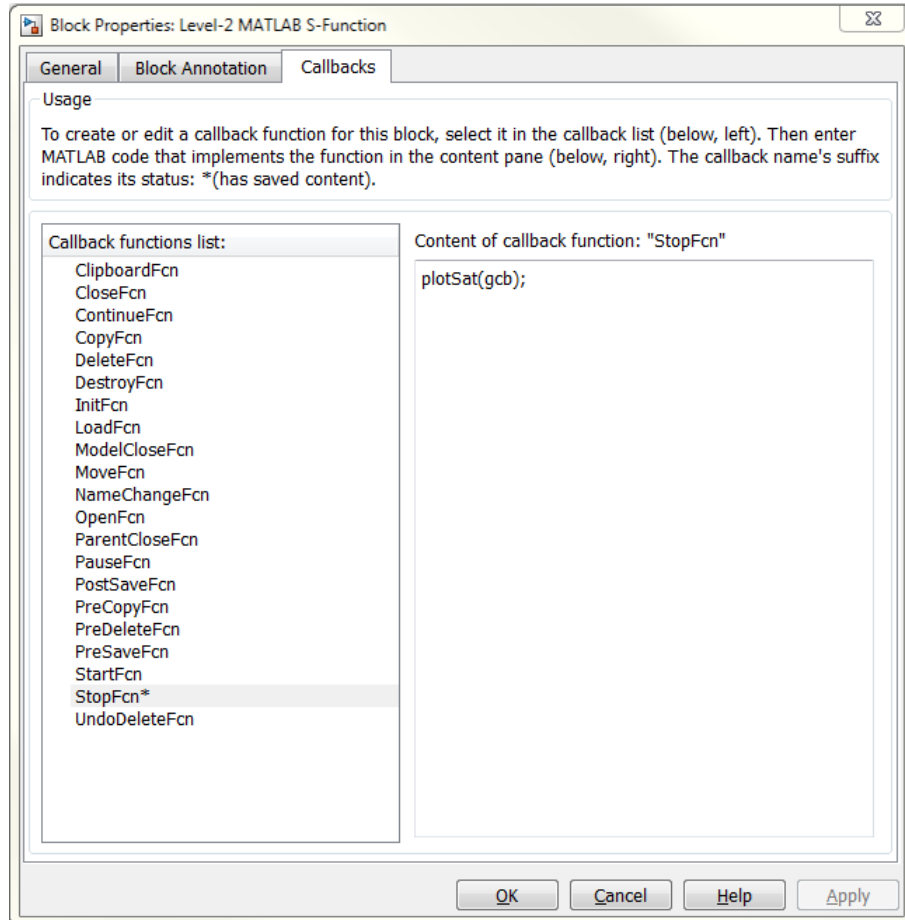 Block Properties: Level-2 MATLAB S-Function
General
Block Annotation
Callbacks
Usage
To create or edit a callback function for this block, select it in the callback list (below, left). Then enter
MATLAB code that implements the function in the content pane (below, right). The callback name's suffix
indicates its status: *(has saved content).
Callback functions list:
ClipboardFcn
CloseFcn
ContinueFcn
CopyFcn
DeleteFcn
DestroyFcn
InitFcn
LoadFcn
ModelCloseFcn
MoveFcn
NameChangeFcn
OpenFcn
ParentCloseFcn
PauseFcn
PostSaveFcn
PreCopyFcn
PreDeleteFcn
PreSaveFcn
StartFcn
StopFcn*
UndoDeleteFcn
Content of callback function: "StopFcn"
plotSat(gcb);
OK
Cancel
Help
Apply